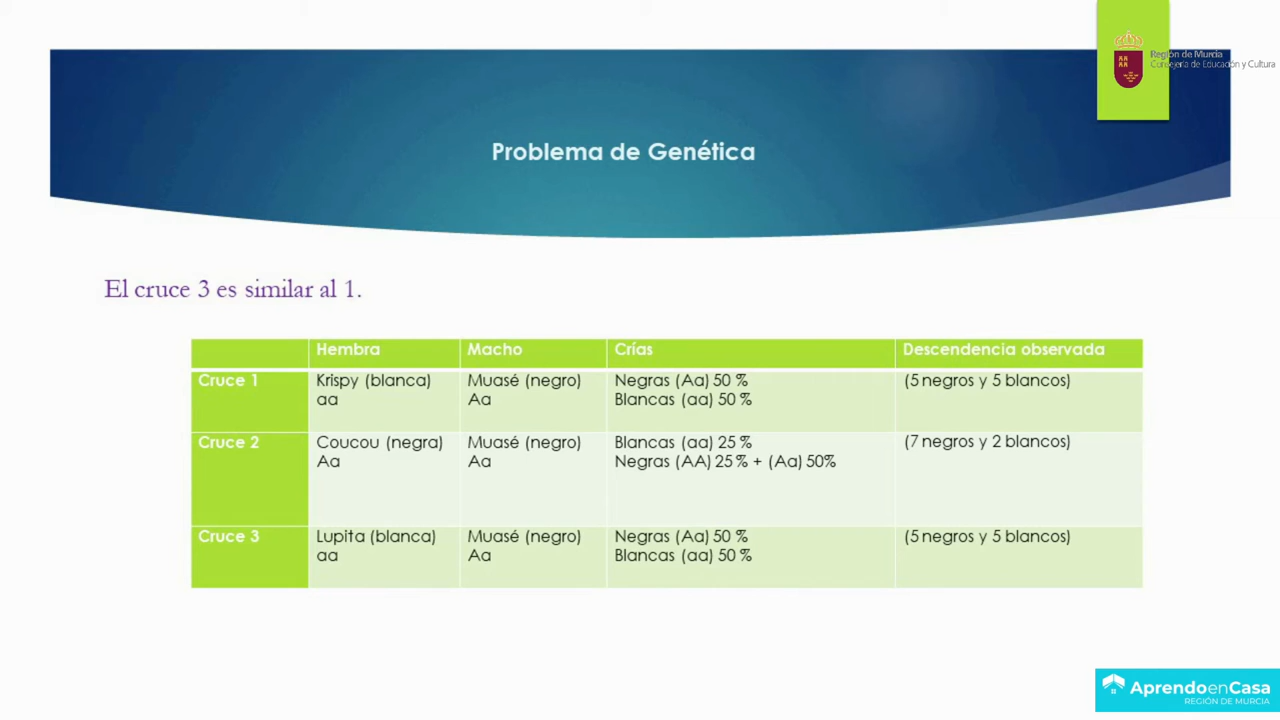 Región de Murcia
Consejería de Educación y Cultura
Problema de Genética
El cruce 3 es similar al 1.
Hembra Macho Crías Descendencia observada
Cruce 1 Krispy (blanca) Muasé (negro) Negras (Aa) 50 % (5 negros y 5 blancos)
aa Aa Blancas (aa) 50 %
Cruce 2 Coucou (negra) Muasé (negro) Blancas (aa) 25 % (7 negros y 2 blancos)
Aa Aa Negras (AA) 25 % + (Aa) 50%
Cruce 3 Lupita (blanca) Muasé (negro) Negras (Aa) 50 % (5 negros y 5 blancos)
aa Aa Blancas (aa) 50 %
AprendoenCasa
REGIÓN DE MURCIA